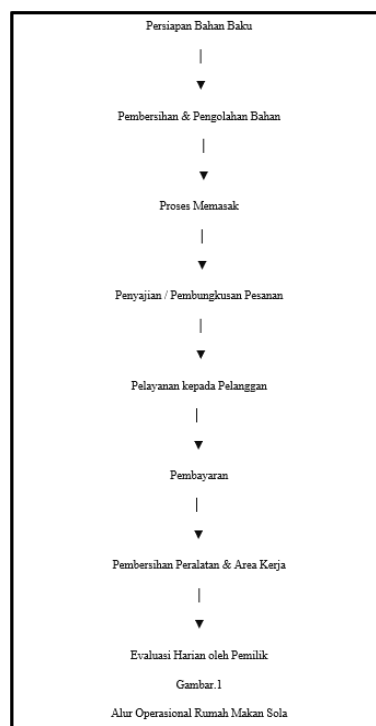 Persiapan Bahan Baku
|
▼
Pembersihan & Pengolahan Bahan
|
▼
Proses Memasak
|
▼
Penyajian / Pembungkusan Pesanan
|
▼
Pelayanan kepada Pelanggan
|
▼
Pembayaran
|
▼
Pembersihan Peralatan & Area Kerja
|
▼
Evaluasi Harian oleh Pemilik
Gambar.1
Alur Operasional Rumah Makan Sola